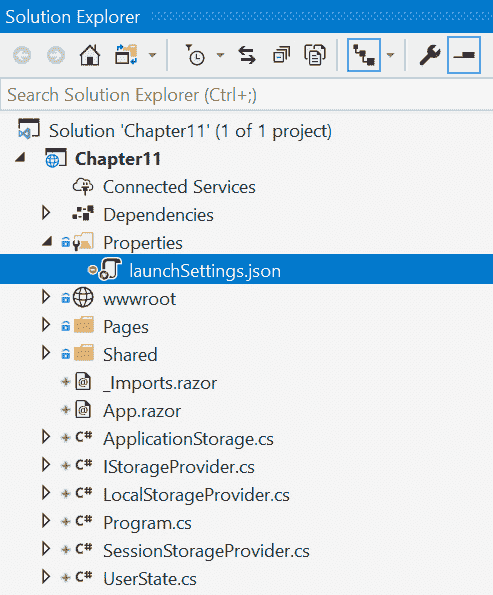 Solution Explorer
Search Solution Explorer (Ctrl+;)
Solution 'Chapter11' (1 of 1 project)
Chapter11
Connected Services
Dependencies
Properties
launchSettings.json
wwwroot
Pages
Shared
@ _Imports.razor
@ App.razor
C# ApplicationStorage.cs
C# IStorageProvider.cs
C# LocalStorageProvider.cs
C# Program.cs
C# SessionStorageProvider.cs
C# UserState.cs